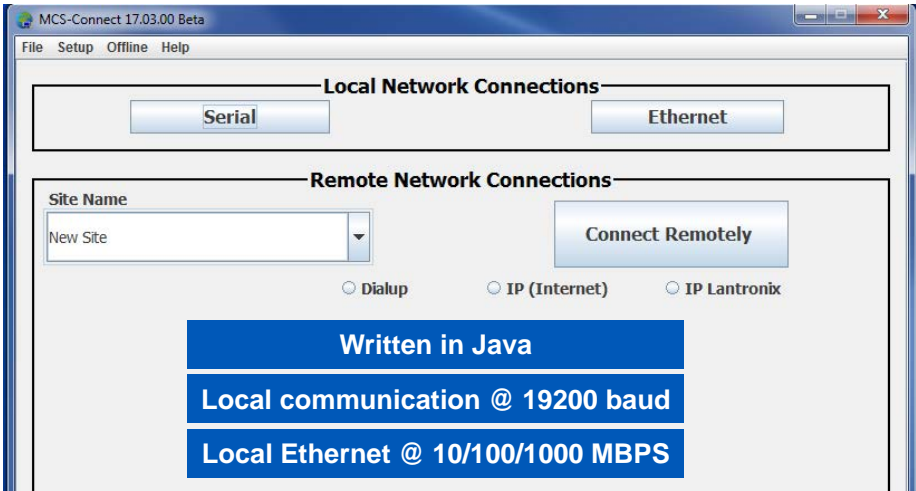 MCS-Connect 17.03.00 Beta
File Setup Offline Help
Local Network Connections
Serial Ethernet
Remote Network Connections
Site Name
New Site
Connect Remotely
Dialup IP (Internet) IP Lantronix
Written in Java
Local communication @ 19200 baud
Local Ethernet @ 10/100/1000 MBPS